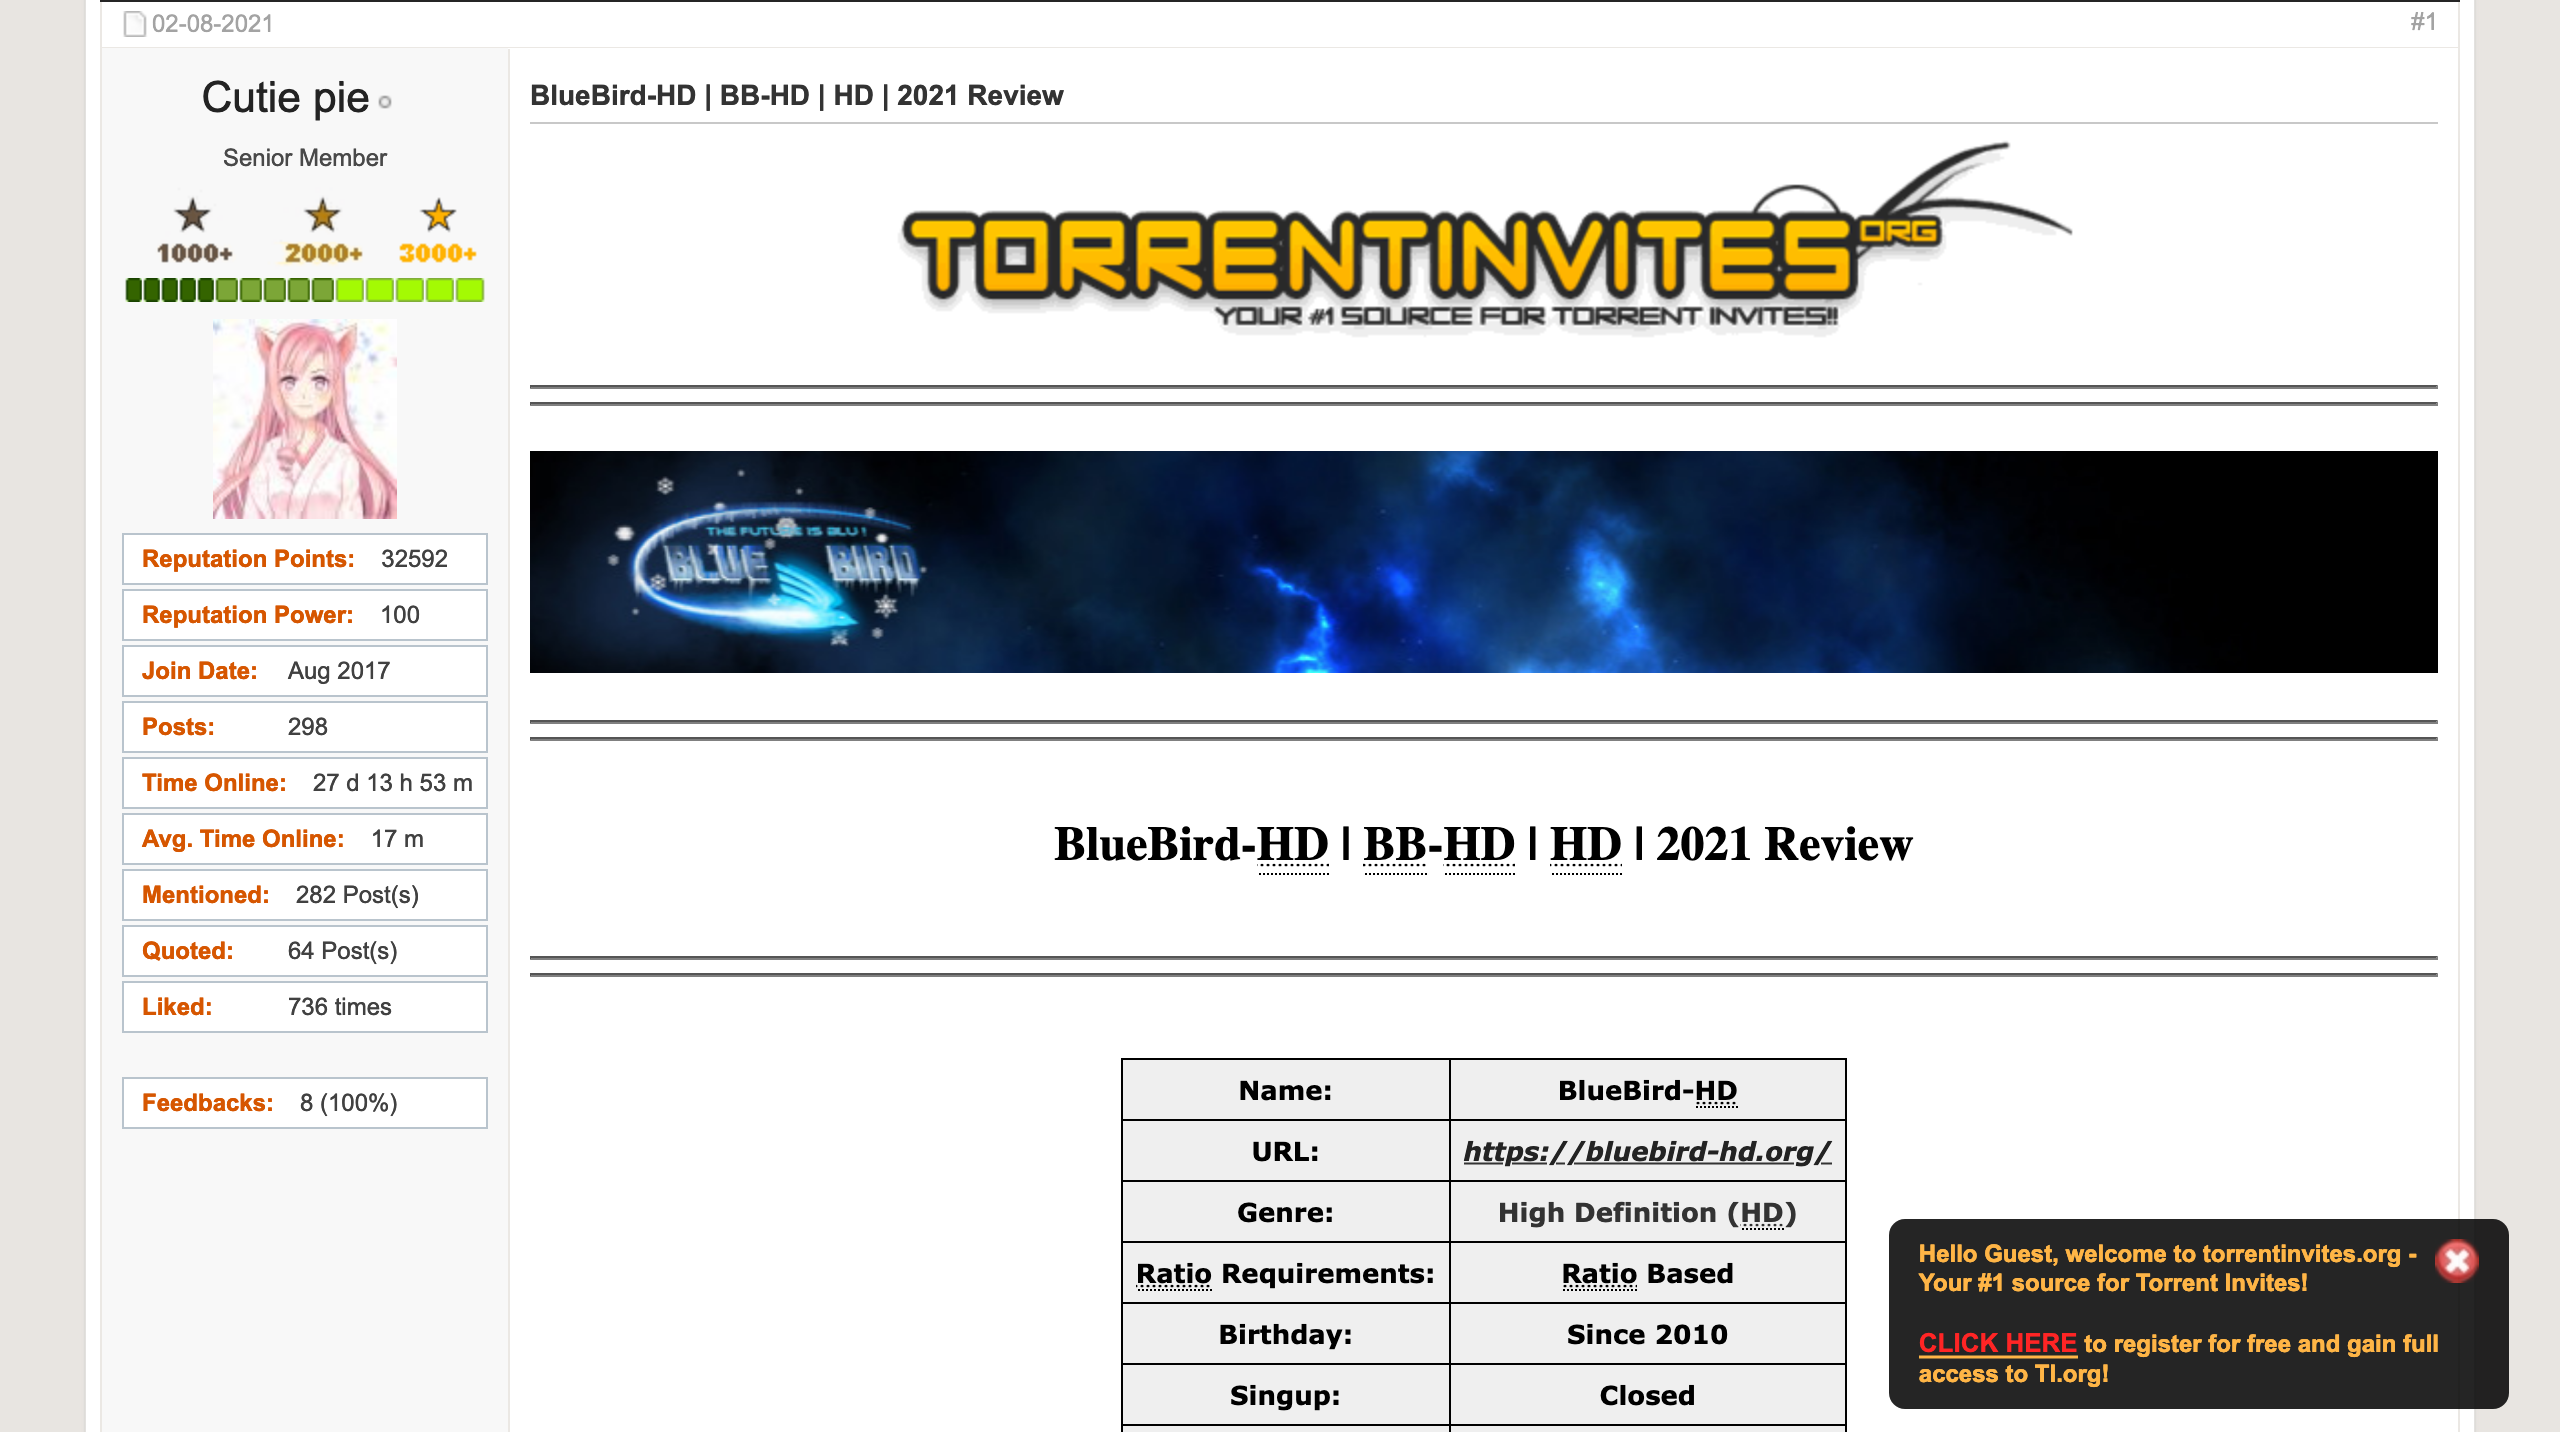 02-08-2021
#1
Cutie pie
Senior Member
1000+ 2000+ 3000+
Reputation Points: 32592
Reputation Power: 100
Join Date: Aug 2017
Posts: 298
Time Online: 27 d 13 h 53 m
Avg. Time Online: 17 m
Mentioned: 282 Post(s)
Quoted: 64 Post(s)
Liked: 736 times
Feedbacks: 8 (100%)
BlueBird-HD | BB-HD | HD | 2021 Review
TORRENTINVITES ORG
YOUR #1 SOURCE FOR TORRENT INVITES!!
THE FUTURE IS BLU !
BLUE BIRD
BlueBird-HD | BB-HD | HD | 2021 Review
Name: BlueBird-HD
URL: https://bluebird-hd.org/
Genre: High Definition (HD)
Ratio Requirements: Ratio Based
Birthday: Since 2010
Singup: Closed
Hello Guest, welcome to torrentinvites.org -
Your #1 source for Torrent Invites!
CLICK HERE to register for free and gain full
access to TI.org!